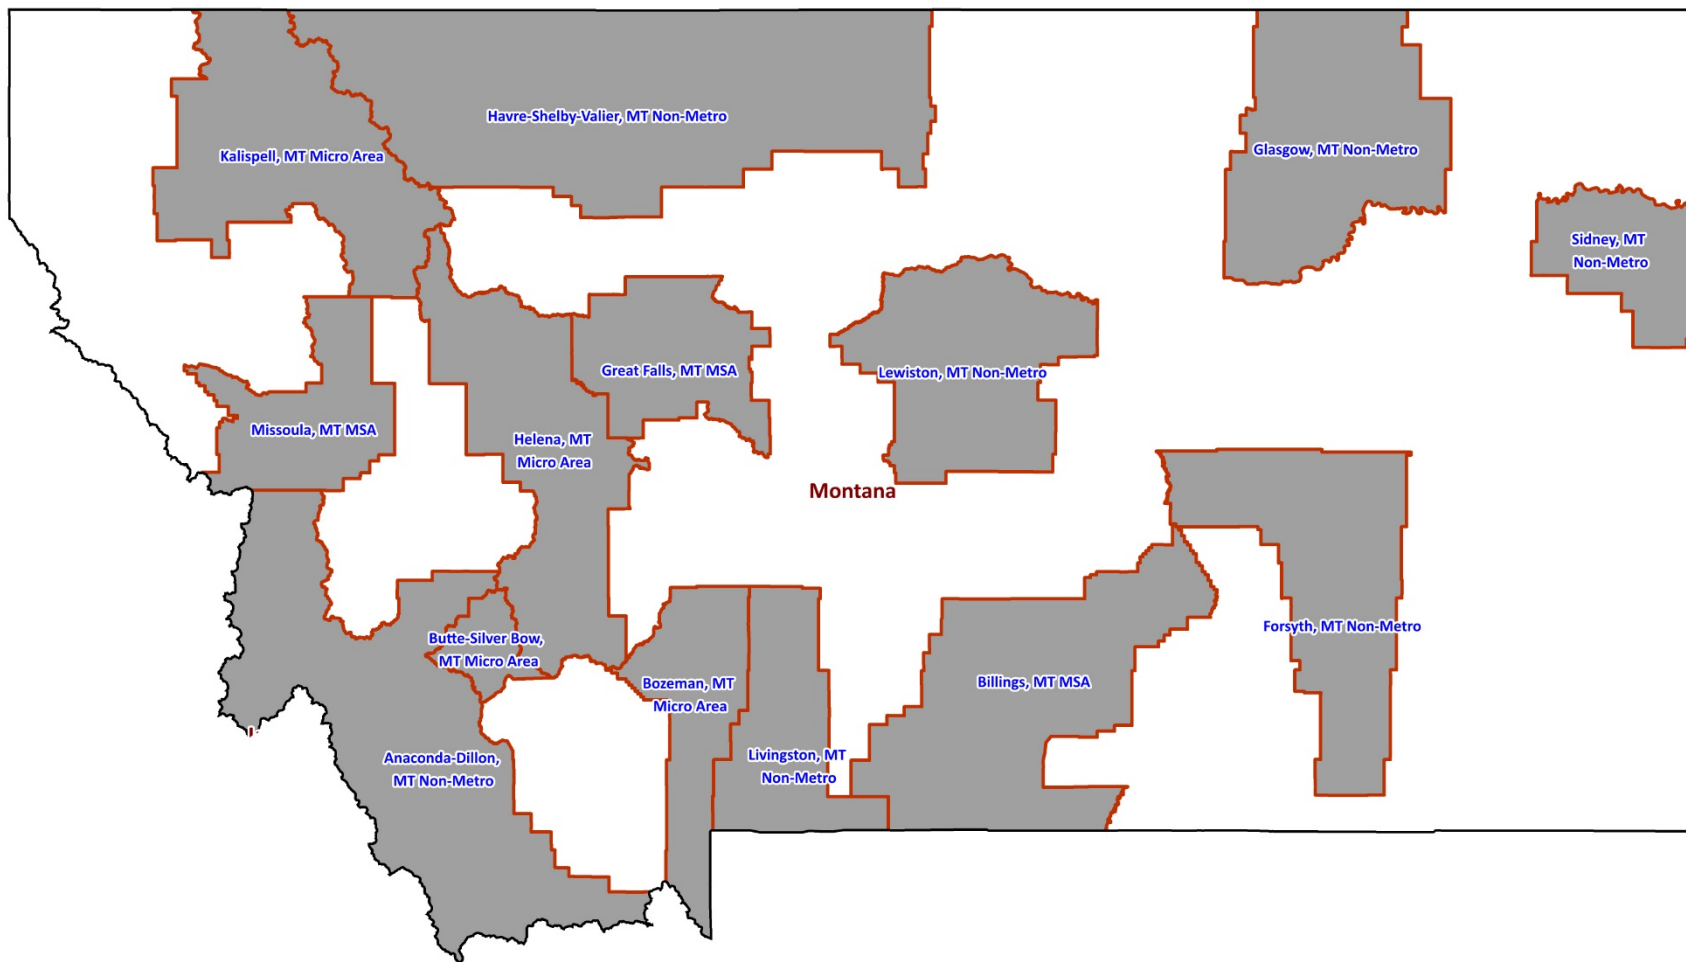 Havre-Shelby-Valier, MT Non-Metro
Kalispell, MT Micro Area
Glasgow, MT Non-Metro
Sidney, MT
Non-Metro
Great Falls, MT MSA
Lewiston, MT Non-Metro
Missoula, MT MSA
Helena, MT
Micro Area
Montana
Forsyth, MT Non-Metro
Butte-Silver Bow,
MT Micro Area
Bozeman, MT
Micro Area
Billings, MT MSA
Anaconda-Dillon,
MT Non-Metro
Livingston, MT
Non-Metro